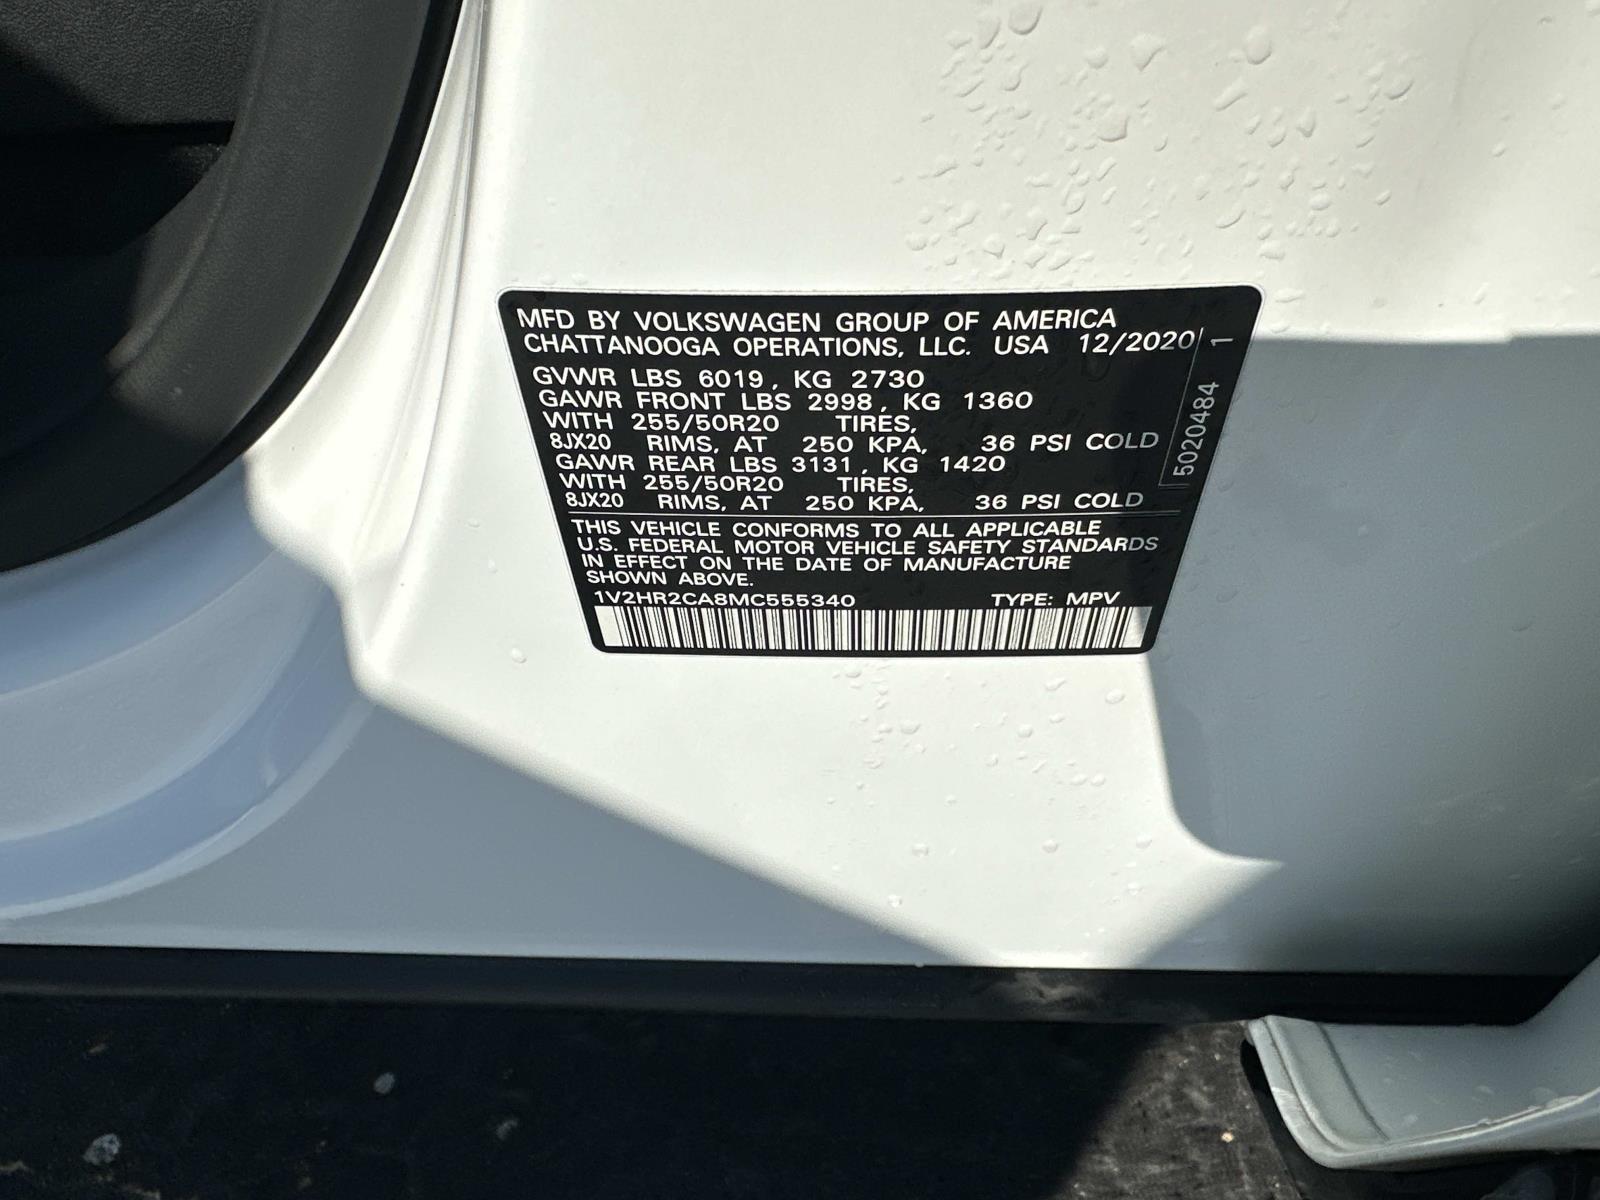 MFD BY VOLKSWAGEN GROUP OF AMERICA
CHATTANOOGA OPERATIONS, LLC. USA 12/2020
GVWR LBS 6019, KG 2730
GAWR FRONT LBS 2998, KG 1360
WITH 255/50R20 TIRES,
8JX20 RIMS, AT 250 KPA, 36 PSI COLD
GAWR REAR LBS 3131, KG 1420
WITH 255/50R20 TIRES,
8JX20 RIMS, AT 250 KPA, 36 PSI COLD
THIS VEHICLE CONFORMS TO ALL APPLICABLE
U.S. FEDERAL MOTOR VEHICLE SAFETY STANDARDS
IN EFFECT ON THE DATE OF MANUFACTURE
SHOWN ABOVE.
1V2HR2CA8MC555340 TYPE: MPV
5020484 1